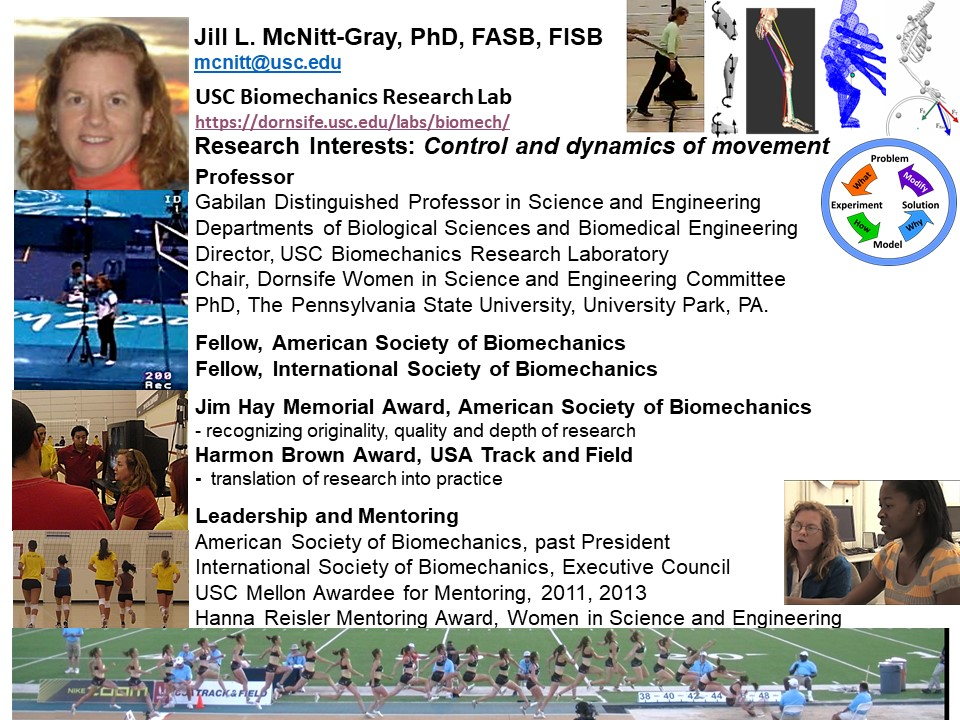 Jill L. McNitt-Gray, PhD, FASB, FISB
mcnitt@usc.edu
USC Biomechanics Research Lab
https://dornsife.usc.edu/labs/biomech/
Research Interests: Control and dynamics of movement
Professor
Gabilan Distinguished Professor in Science and Engineering
Departments of Biological Sciences and Biomedical Engineering
Director, USC Biomechanics Research Laboratory
Chair, Dornsife Women in Science and Engineering Committee
PhD, The Pennsylvania State University, University Park, PA.
Fellow, American Society of Biomechanics
Fellow, International Society of Biomechanics
Jim Hay Memorial Award, American Society of Biomechanics
- recognizing originality, quality and depth of research
Harmon Brown Award, USA Track and Field
- translation of research into practice
Leadership and Mentoring
American Society of Biomechanics, past President
International Society of Biomechanics, Executive Council
USC Mellon Awardee for Mentoring, 2011, 2013
Hanna Reisler Mentoring Award, Women in Science and Engineering
Problem
What
Modify
Experiment
Solution
How
Why
Model
ID
1
200
Rec
NIKE zoom
TRACK & FIELD
38 - 40 - 42 - 44
48